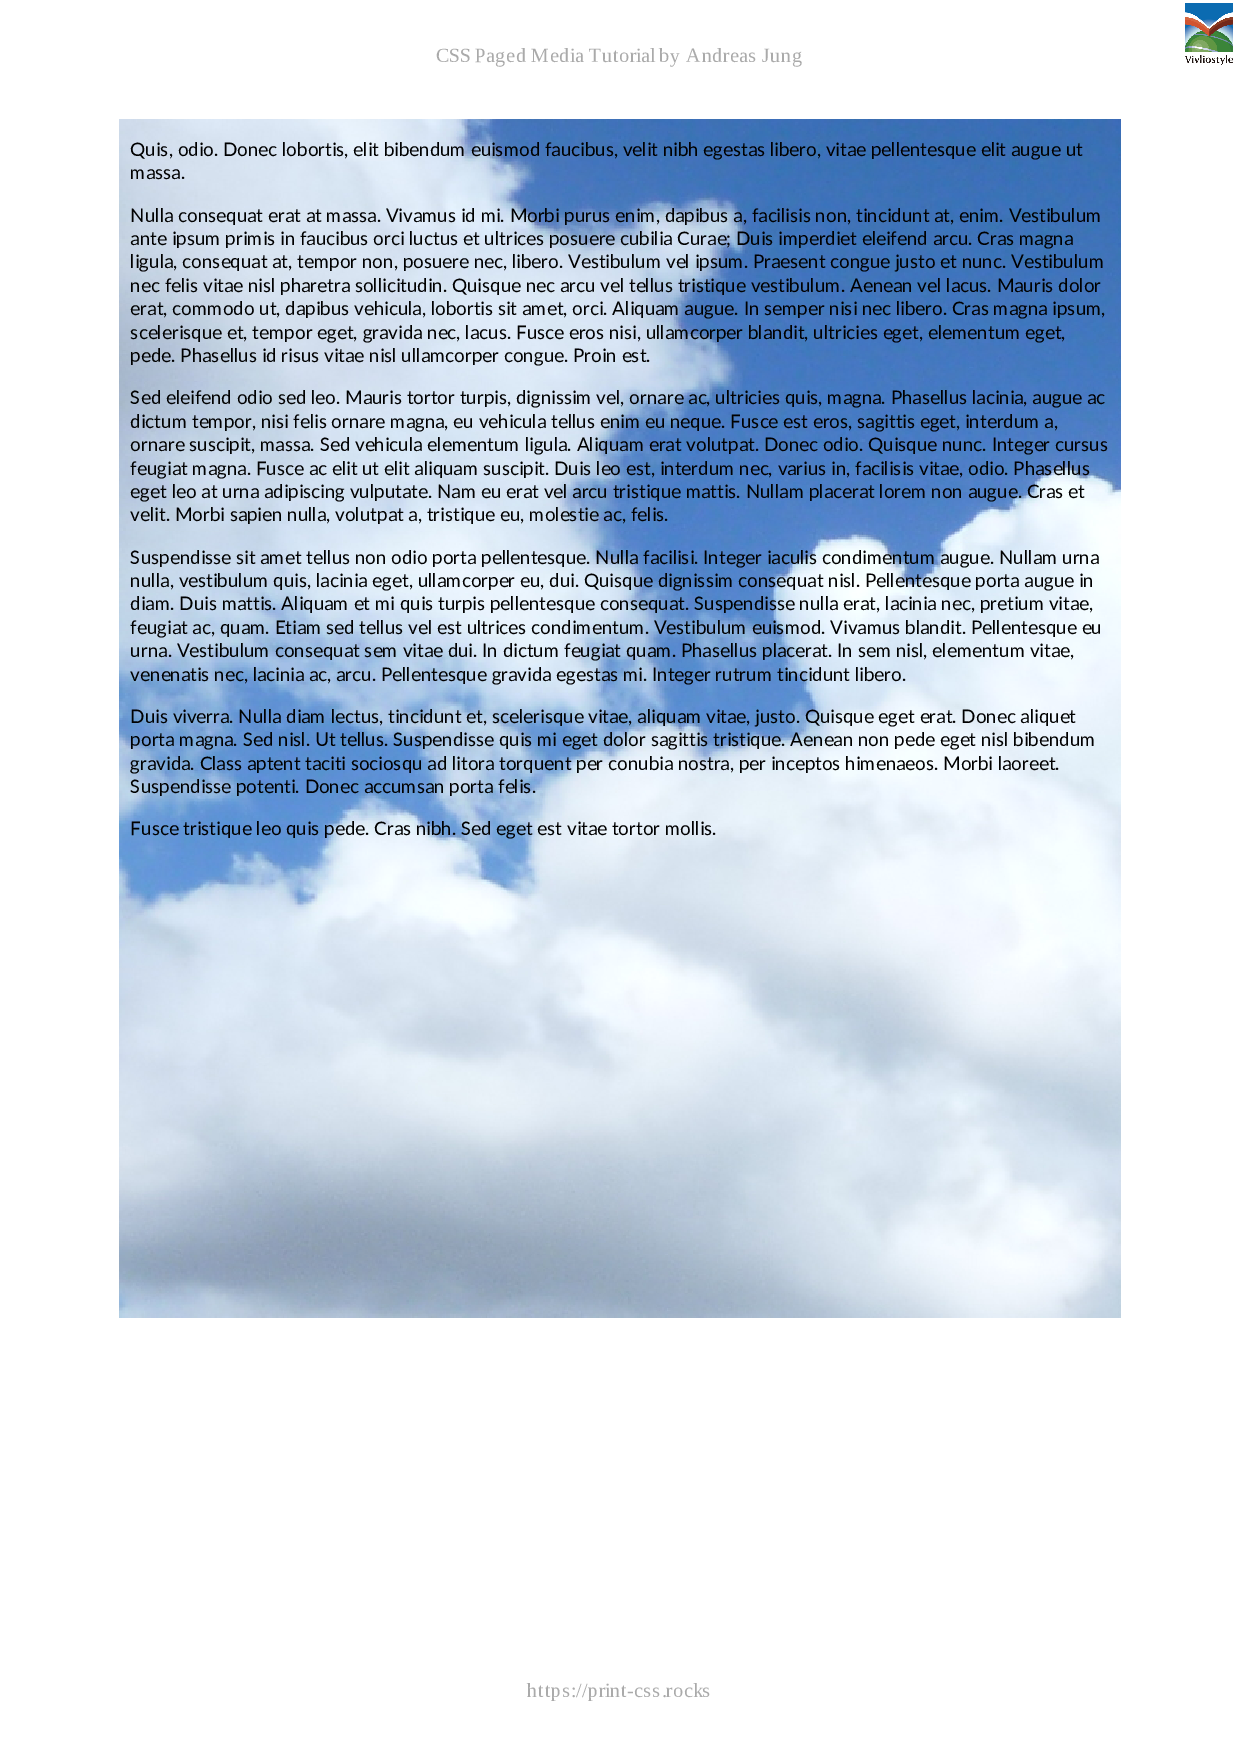 CSS Paged Media Tutorial by Andreas Jung
Vivliostyle
Quis, odio. Donec lobortis, elit bibendum euismod faucibus, velit nibh egestas libero, vitae pellentesque elit augue ut
massa.
Nulla consequat erat at massa. Vivamus id mi. Morbi purus enim, dapibus a, facilisis non, tincidunt at, enim. Vestibulum
ante ipsum primis in faucibus orci luctus et ultrices posuere cubilia Curae; Duis imperdiet eleifend arcu. Cras magna
ligula, consequat at, tempor non, posuere nec, libero. Vestibulum vel ipsum. Praesent congue justo et nunc. Vestibulum
nec felis vitae nisl pharetra sollicitudin. Quisque nec arcu vel tellus tristique vestibulum. Aenean vel lacus. Mauris dolor
erat, commodo ut, dapibus vehicula, lobortis sit amet, orci. Aliquam augue. In semper nisi nec libero. Cras magna ipsum,
scelerisque et, tempor eget, gravida nec, lacus. Fusce eros nisi, ullamcorper blandit, ultricies eget, elementum eget,
pede. Phasellus id risus vitae nisl ullamcorper congue. Proin est.
Sed eleifend odio sed leo. Mauris tortor turpis, dignissim vel, ornare ac, ultricies quis, magna. Phasellus lacinia, augue ac
dictum tempor, nisi felis ornare magna, eu vehicula tellus enim eu neque. Fusce est eros, sagittis eget, interdum a,
ornare suscipit, massa. Sed vehicula elementum ligula. Aliquam erat volutpat. Donec odio. Quisque nunc. Integer cursus
feugiat magna. Fusce ac elit ut elit aliquam suscipit. Duis leo est, interdum nec, varius in, facilisis vitae, odio. Phasellus
eget leo at urna adipiscing vulputate. Nam eu erat vel arcu tristique mattis. Nullam placerat lorem non augue. Cras et
velit. Morbi sapien nulla, volutpat a, tristique eu, molestie ac, felis.
Suspendisse sit amet tellus non odio porta pellentesque. Nulla facilisi. Integer iaculis condimentum augue. Nullam urna
nulla, vestibulum quis, lacinia eget, ullamcorper eu, dui. Quisque dignissim consequat nisl. Pellentesque porta augue in
diam. Duis mattis. Aliquam et mi quis turpis pellentesque consequat. Suspendisse nulla erat, lacinia nec, pretium vitae,
feugiat ac, quam. Etiam sed tellus vel est ultrices condimentum. Vestibulum euismod. Vivamus blandit. Pellentesque eu
urna. Vestibulum consequat sem vitae dui. In dictum feugiat quam. Phasellus placerat. In sem nisl, elementum vitae,
venenatis nec, lacinia ac, arcu. Pellentesque gravida egestas mi. Integer rutrum tincidunt libero.
Duis viverra. Nulla diam lectus, tincidunt et, scelerisque vitae, aliquam vitae, justo. Quisque eget erat. Donec aliquet
porta magna. Sed nisl. Ut tellus. Suspendisse quis mi eget dolor sagittis tristique. Aenean non pede eget nisl bibendum
gravida. Class aptent taciti sociosqu ad litora torquent per conubia nostra, per inceptos himenaeos. Morbi laoreet.
Suspendisse potenti. Donec accumsan porta felis.
Fusce tristique leo quis pede. Cras nibh. Sed eget est vitae tortor mollis.
https://print-css.rocks